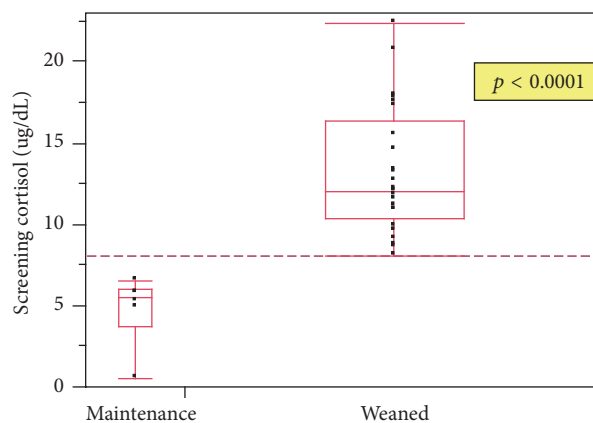 Screening cortisol (ug/dL)
20
15
10
5
0
p < 0.0001
Maintenance
Weaned